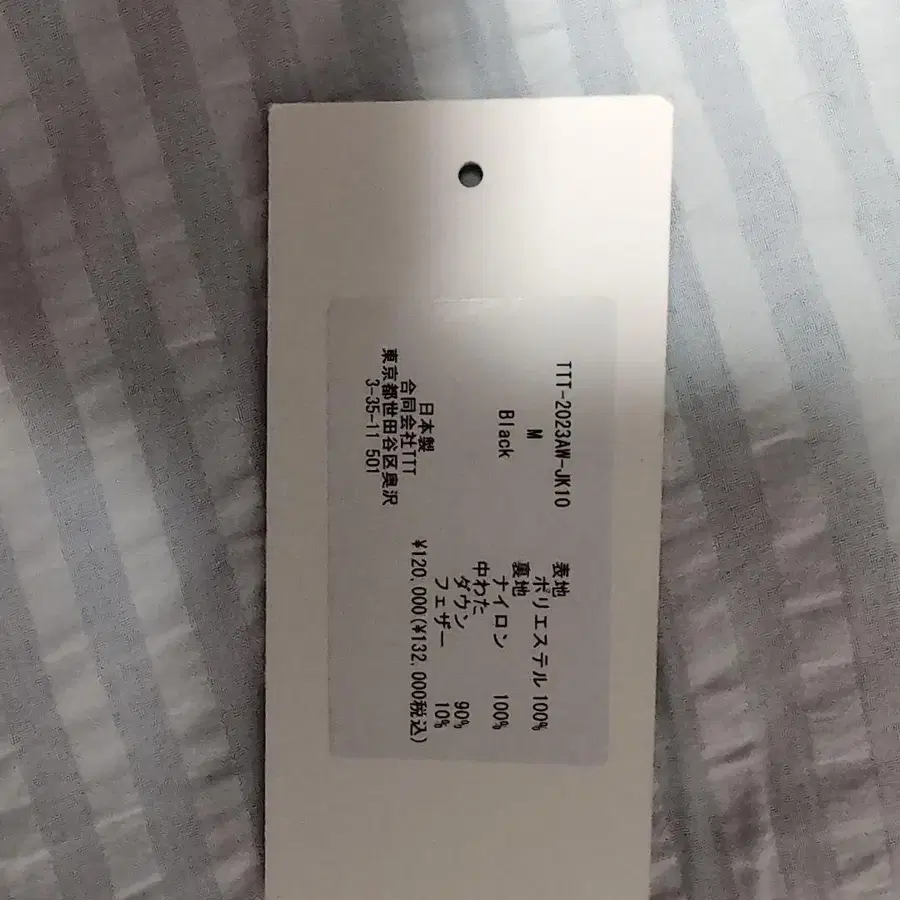 TTT-2023AW-JK10
M
Black
日本製
合同会社TTT
東京都世田谷区奥沢
3-35-11 501
表地
ポリエステル 100%
裏地
ナイロン 100%
中わた
ダウン 90%
フェザー 10%
¥120,000(¥132,000税込)